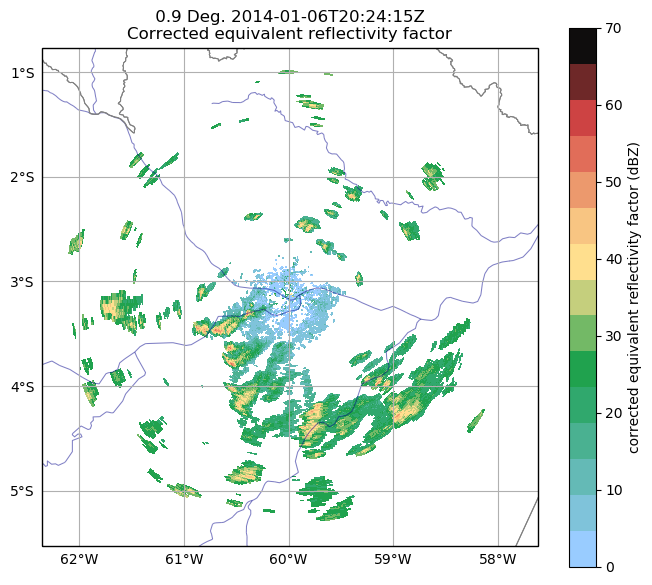 0.9 Deg. 2014-01-06T20:24:15Z
Corrected equivalent reflectivity factor
1°S
2°S
3°S
4°S
5°S
62°W
61°W
60°W
59°W
58°W
70
60
50
40
30
20
10
0
corrected equivalent reflectivity factor (dBZ)